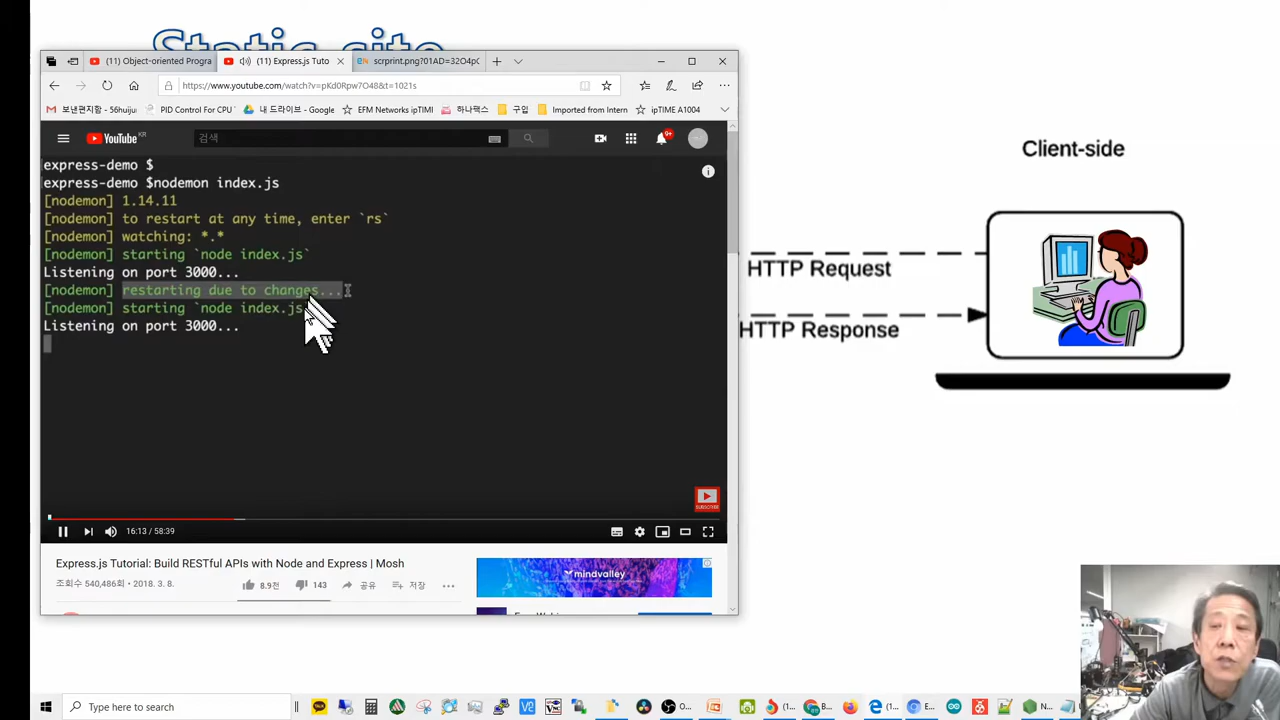 Static site
(11) Object-oriented Progra
(11) Express.js Tuto
scrprint.png?01AD=32O4pC
https://www.youtube.com/watch?v=pKd0Rpw7O48&t=1021s
보낸편지함 - 56huijun
PID Control For CPU
내 드라이브 - Google
EFM Networks ipTIMI
하나팩스
구입
Imported from Intern
ipTIME A1004
YouTube KR
검색
9+
express-demo $
express-demo $nodemon index.js
[nodemon] 1.14.11
[nodemon] to restart at any time, enter `rs`
[nodemon] watching: *.*
[nodemon] starting `node index.js`
Listening on port 3000...
[nodemon] restarting due to changes...
[nodemon] starting `node index.js
Listening on port 3000...
SUBSCRIBE
16:13 / 58:39
Express.js Tutorial: Build RESTful APIs with Node and Express | Mosh
조회수 540,486회 • 2018. 3. 8.
8.9천
143
공유
저장
mindvalley
Client-side
HTTP Request
HTTP Response
Type here to search